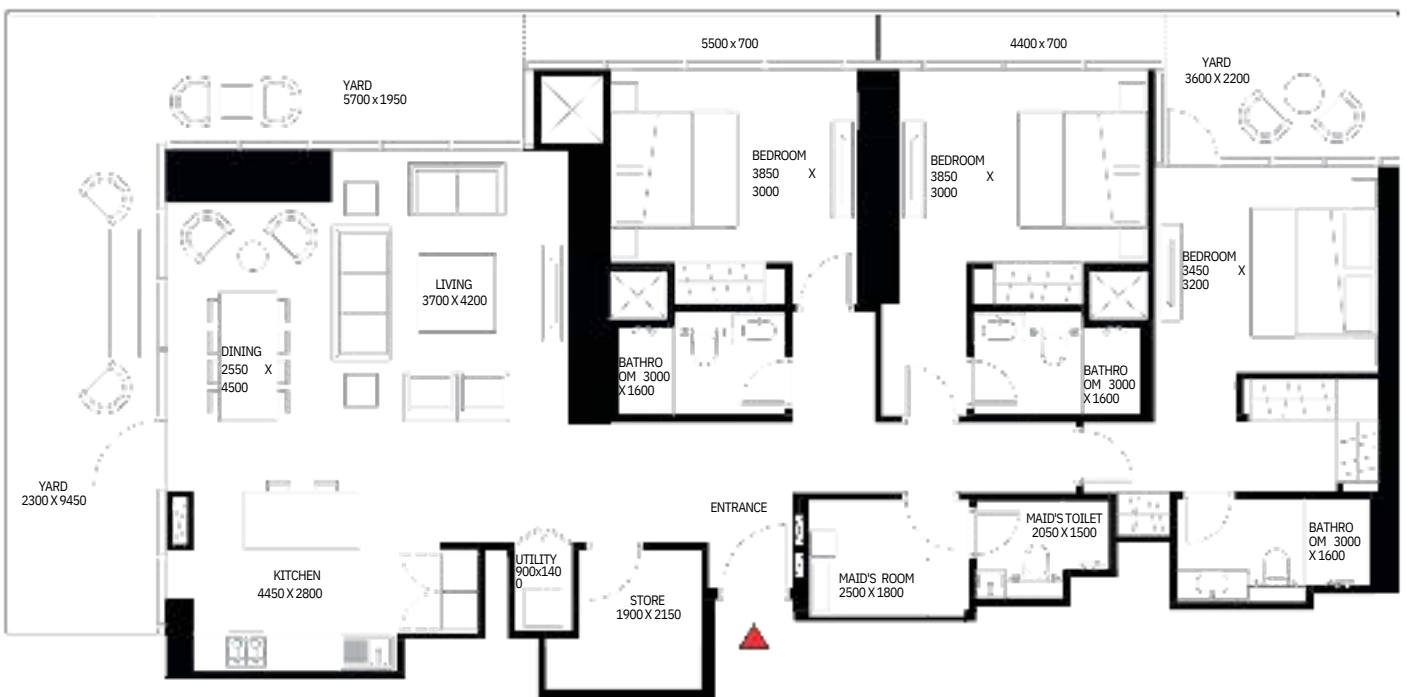 5500 x 700
4400 x 700
YARD
5700 x 1950
YARD
3600 X 2200
BEDROOM
3850 X
3000
BEDROOM
3850 X
3000
BEDROOM
3450 X
3200
LIVING
3700 X 4200
DINING
2550 X
4500
BATHRO
OM 3000
X 1600
BATHRO
OM 3000
X 1600
YARD
2300 X 9450
ENTRANCE
KITCHEN
4450 X 2800
UTILITY
900x140
0
STORE
1900 X 2150
MAID'S ROOM
2500 X 1800
MAID'S TOILET
2050 X 1500
BATHRO
OM 3000
X 1600